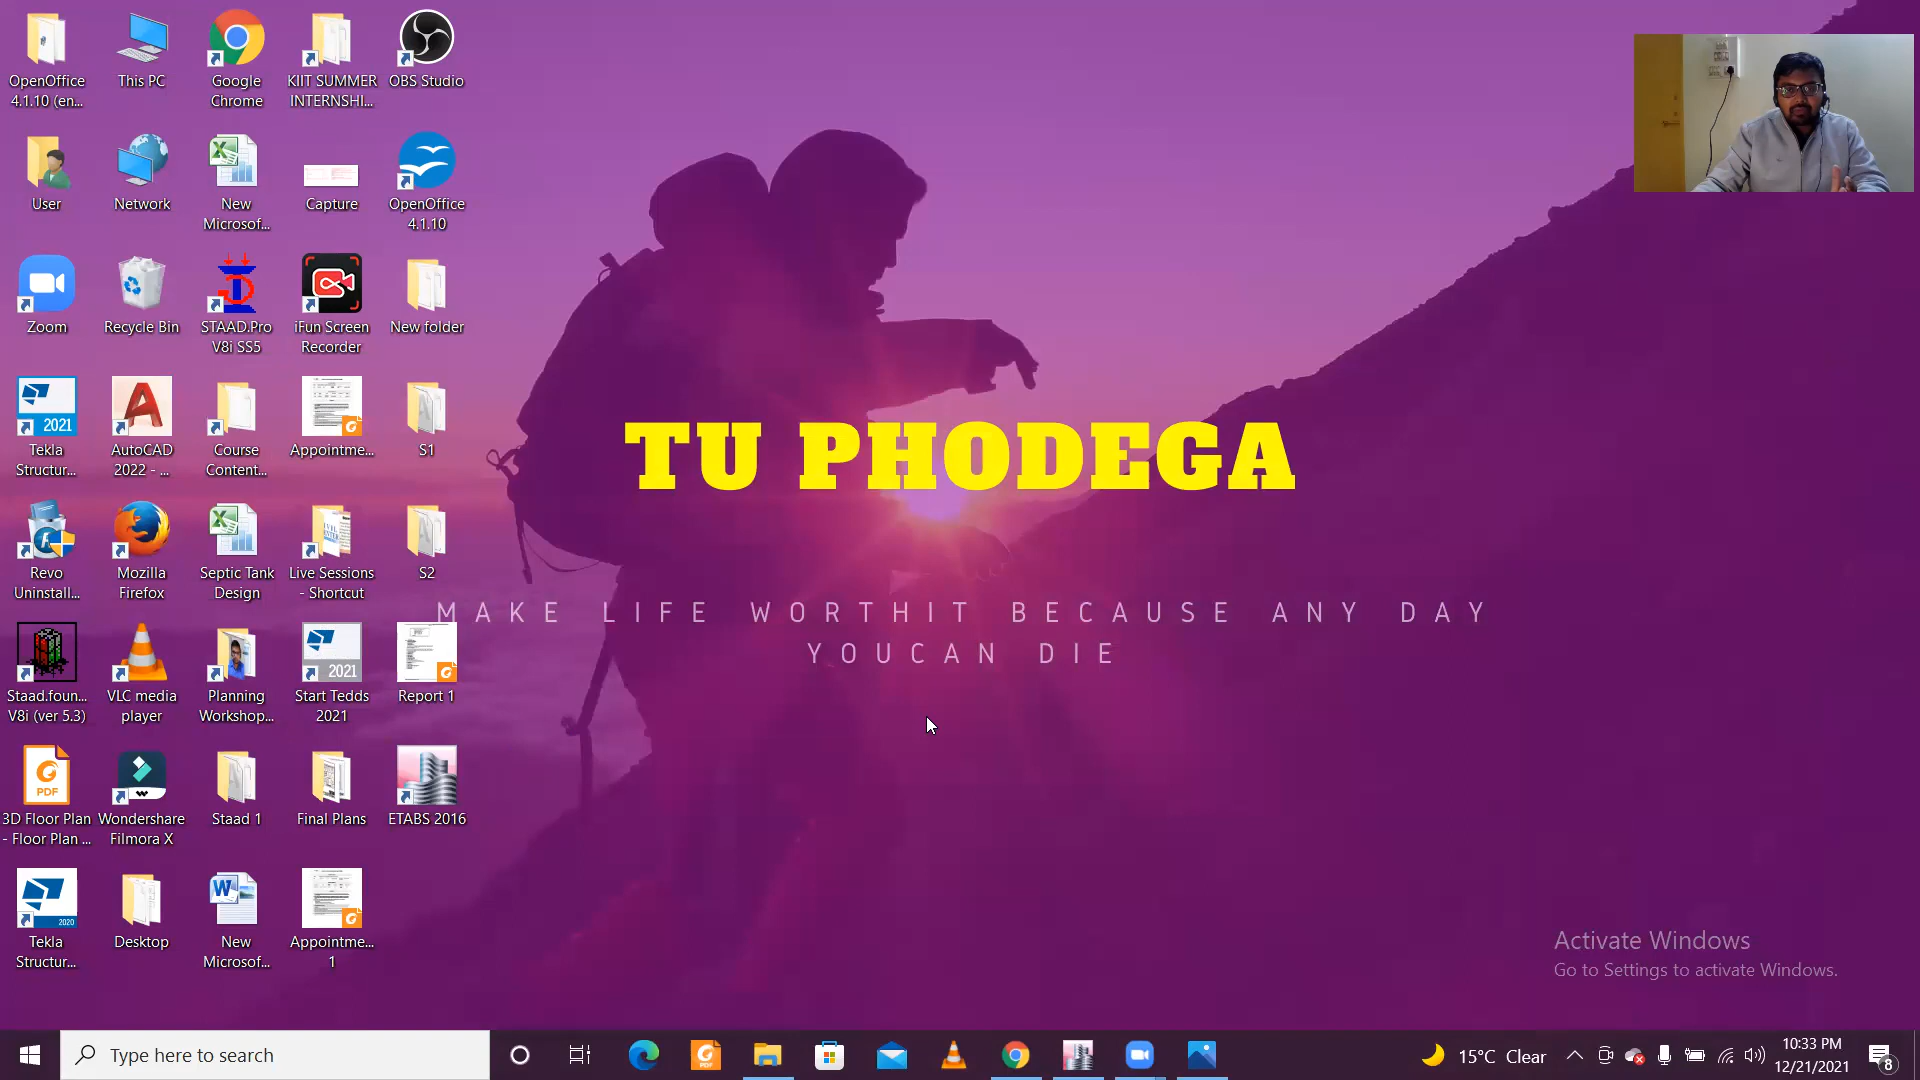 OpenOffice
4.1.10 (en...
This PC
Google
Chrome
KIIT SUMMER
INTERNSHI...
OBS Studio
User
Network
New
Microsof...
Capture
OpenOffice
4.1.10
Zoom
Recycle Bin
STAAD.Pro
V8i SS5
iFun Screen
Recorder
New folder
2021
Tekla
Structur...
AutoCAD
2022 - ...
Course
Content...
Appointme...
S1
Revo
Uninstall...
Mozilla
Firefox
Septic Tank
Design
Live Sessions
- Shortcut
S2
Staad.foun...
V8i (ver 5.3)
VLC media
player
Planning
Workshop...
2021
Start Tedds
2021
Report 1
PDF
3D Floor Plan
- Floor Plan ...
Wondershare
Filmora X
Staad 1
Final Plans
ETABS 2016
2020
Tekla
Structur...
Desktop
New
Microsof...
Appointme...
1
TU PHODEGA
MAKE LIFE WORTHIT BECAUSE ANY DAY
YOUCAN DIE
Activate Windows
Go to Settings to activate Windows.
Type here to search
PDF
15°C Clear
10:33 PM
12/21/2021
8